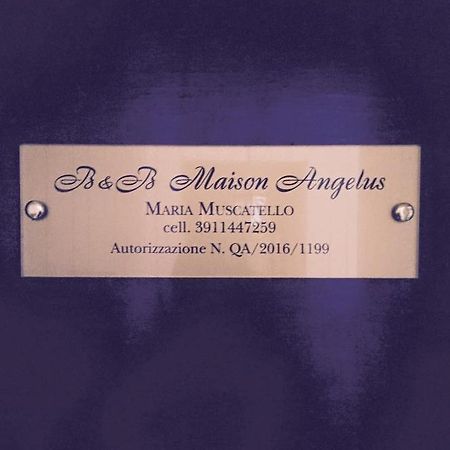 B & B Maison Angelus
Maria Muscatello
cell. 3911447259
Autorizzazione N. QA/2016/1199